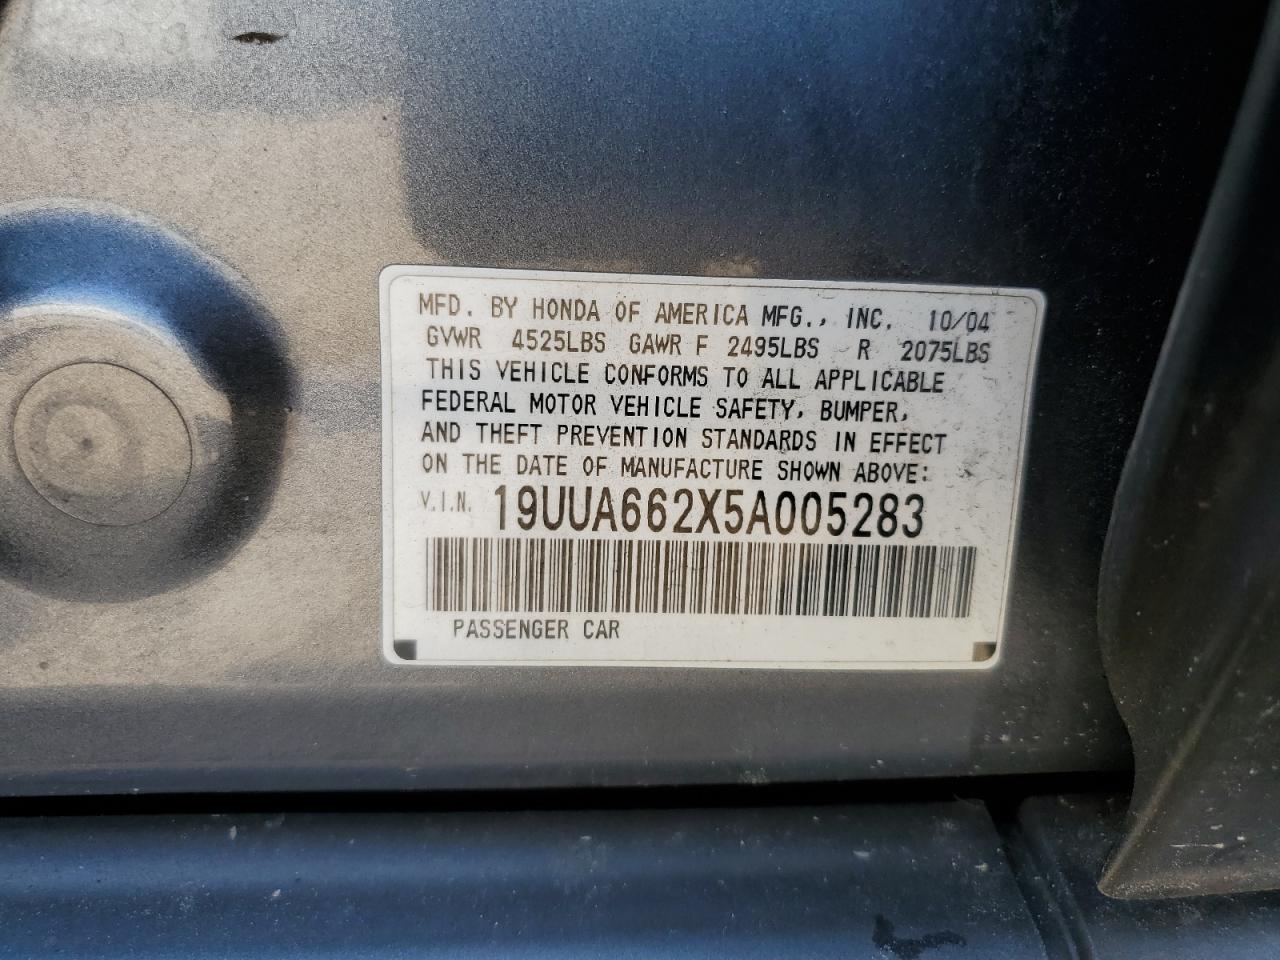 MFD. BY HONDA OF AMERICA MFG., INC. 10/04
GVWR 4525LBS GAWR F 2495LBS R 2075LBS
THIS VEHICLE CONFORMS TO ALL APPLICABLE
FEDERAL MOTOR VEHICLE SAFETY, BUMPER,
AND THEFT PREVENTION STANDARDS IN EFFECT
ON THE DATE OF MANUFACTURE SHOWN ABOVE:
V.I.N. 19UUA662X5A005283
PASSENGER CAR